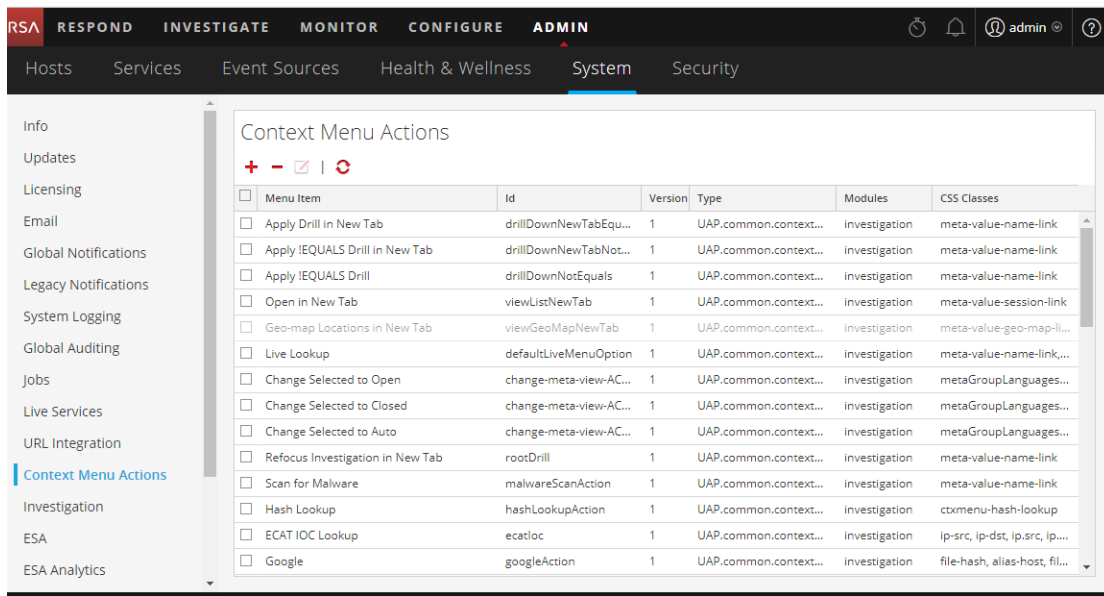 RSA RESPOND INVESTIGATE MONITOR CONFIGURE ADMIN admin
Hosts Services Event Sources Health & Wellness System Security
Info
Updates
Licensing
Email
Global Notifications
Legacy Notifications
System Logging
Global Auditing
Jobs
Live Services
URL Integration
Context Menu Actions
Investigation
ESA
ESA Analytics
Context Menu Actions
Menu Item Id Version Type Modules CSS Classes
Apply Drill in New Tab drillDownNewTabEqu... 1 UAP.common.context... investigation meta-value-name-link
Apply !EQUALS Drill in New Tab drillDownNewTabNot... 1 UAP.common.context... investigation meta-value-name-link
Apply !EQUALS Drill drillDownNotEquals 1 UAP.common.context... investigation meta-value-name-link
Open in New Tab viewListNewTab 1 UAP.common.context... investigation meta-value-session-link
Geo-map Locations in New Tab viewGeoMapNewTab 1 UAP.common.context... investigation meta-value-geo-map-li...
Live Lookup defaultLiveMenuOption 1 UAP.common.context... investigation meta-value-name-link,...
Change Selected to Open change-meta-view-AC... 1 UAP.common.context... investigation metaGroupLanguages...
Change Selected to Closed change-meta-view-AC... 1 UAP.common.context... investigation metaGroupLanguages...
Change Selected to Auto change-meta-view-AC... 1 UAP.common.context... investigation metaGroupLanguages...
Refocus Investigation in New Tab rootDrill 1 UAP.common.context... investigation meta-value-name-link
Scan for Malware malwareScanAction 1 UAP.common.context... investigation meta-value-name-link
Hash Lookup hashLookupAction 1 UAP.common.context... investigation ctxmenu-hash-lookup
ECAT IOC Lookup ecatIoc 1 UAP.common.context... investigation ip-src, ip-dst, ip.src, ip....
Google googleAction 1 UAP.common.context... investigation file-hash, alias-host, fil...